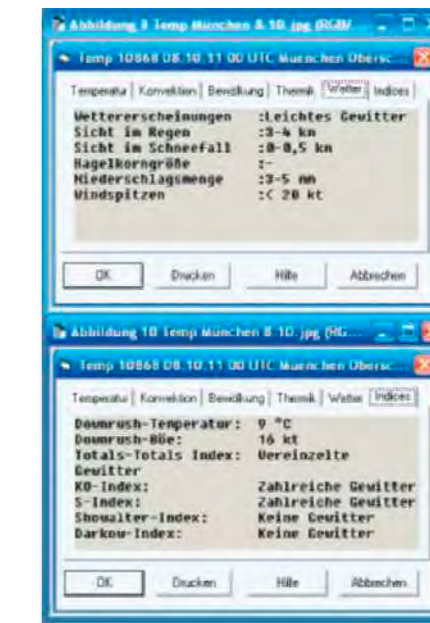 Abbildung 9 Temp München 8.10.jpg (RGB/
Temp 10868 08.10.11 00 UTC Muenchen Obersc...
Temperatur Konvektion Bewölkung Thermik Wetter Indices
Wettererscheinungen :Leichtes Gewitter
Sicht im Regen :3-4 km
Sicht im Schneefall :0-0,5 km
Hagelkorngröße :-
Niederschlagsmenge :3-5 mm
Windspitzen :< 20 kt
OK Drucken Hilfe Abbrechen
Abbildung 10 Temp München 8.10.jpg (RG...
Temp 10868 08.10.11 00 UTC Muenchen Obersc...
Temperatur Konvektion Bewölkung Thermik Wetter Indices
Downrush-Temperatur: 9 °C
Downrush-Böe: 16 kt
Totals-Totals Index: Vereinzelte
Gewitter
KO-Index: Zahlreiche Gewitter
S-Index: Zahlreiche Gewitter
Showalter-Index: Keine Gewitter
Darkow-Index: Keine Gewitter
OK Drucken Hilfe Abbrechen